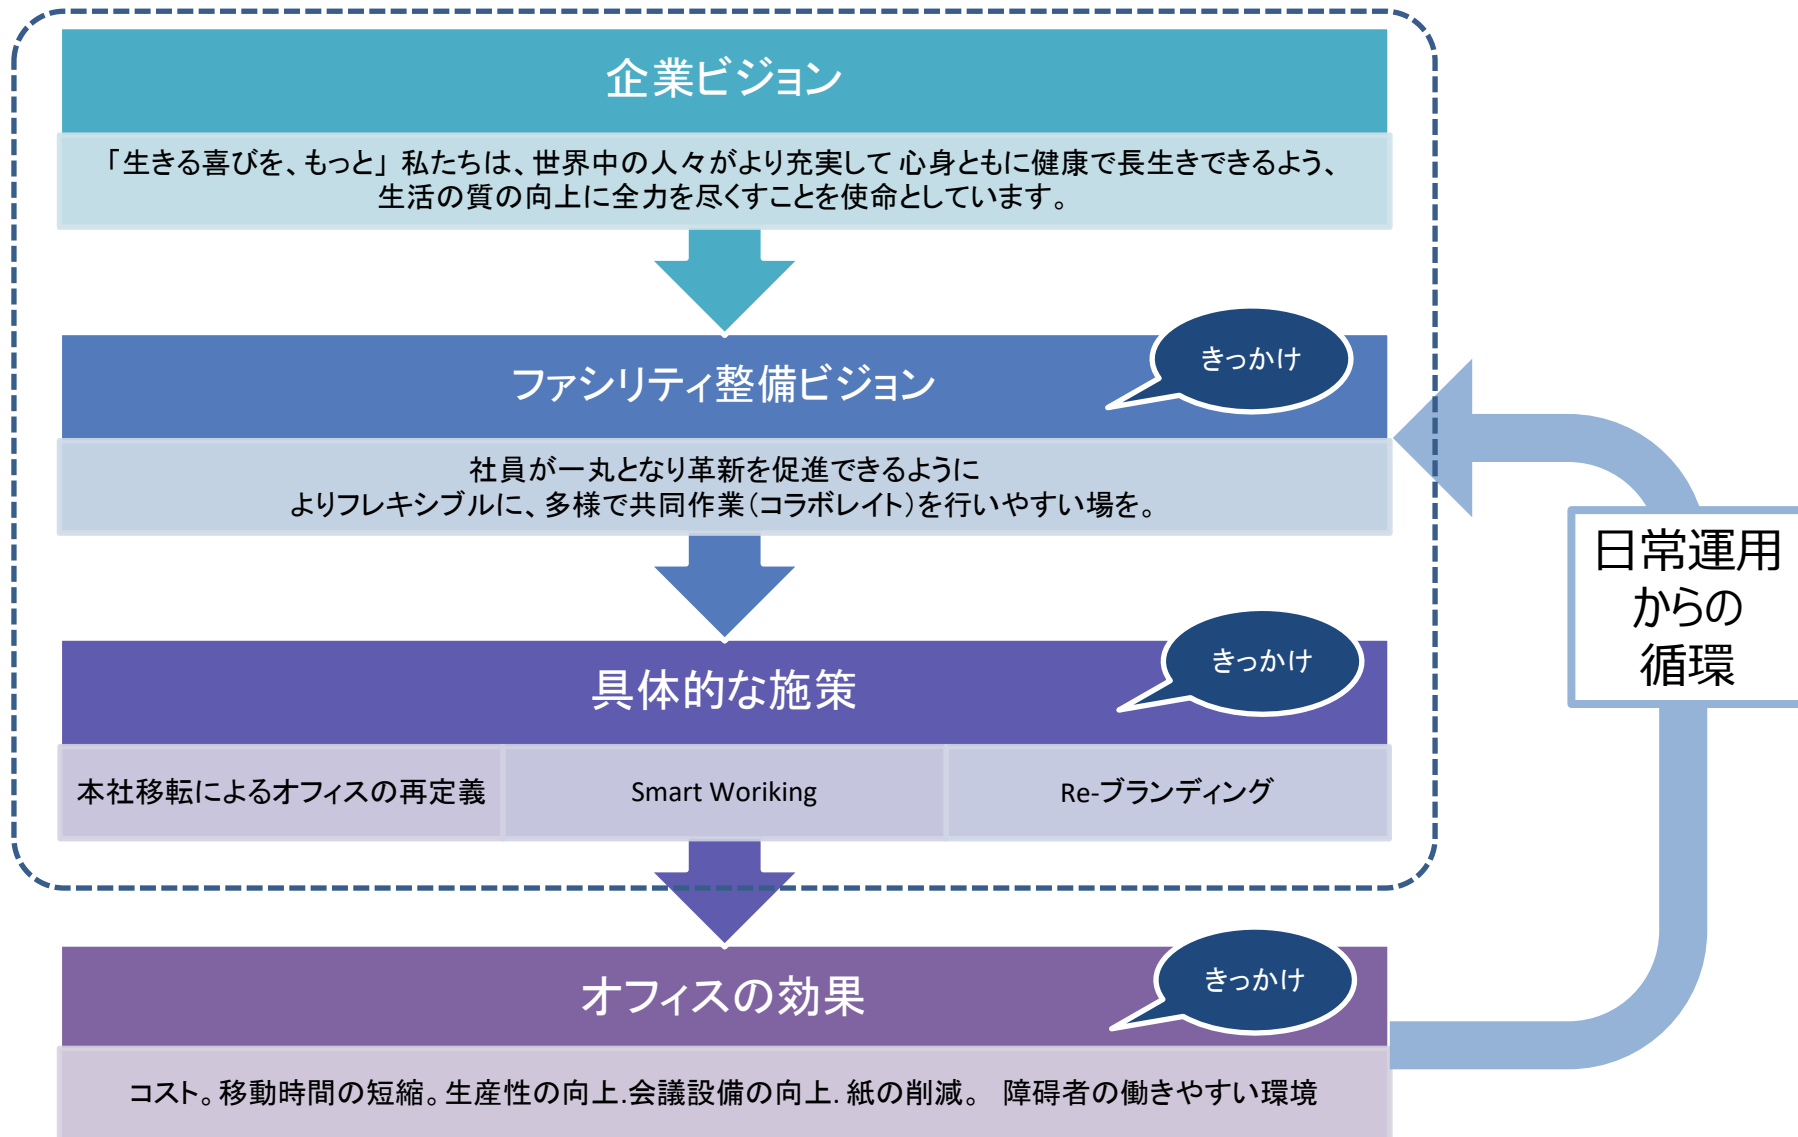 企業ビジョン
「生きる喜びを、もっと」 私たちは、世界中の人々がより充実して 心身ともに健康で長生きできるよう、
生活の質の向上に全力を尽くすことを使命としています。
きっかけ
ファシリティ整備ビジョン
社員が一丸となり革新を促進できるように
よりフレキシブルに、多様で共同作業（コラボレイト）を行いやすい場を。
日常運用
からの
循環
きっかけ
具体的な施策
本社移転によるオフィスの再定義
Smart Woriking
Re-ブランディング
きっかけ
オフィスの効果
コスト。移動時間の短縮。生産性の向上.会議設備の向上. 紙の削減。 障碍者の働きやすい環境